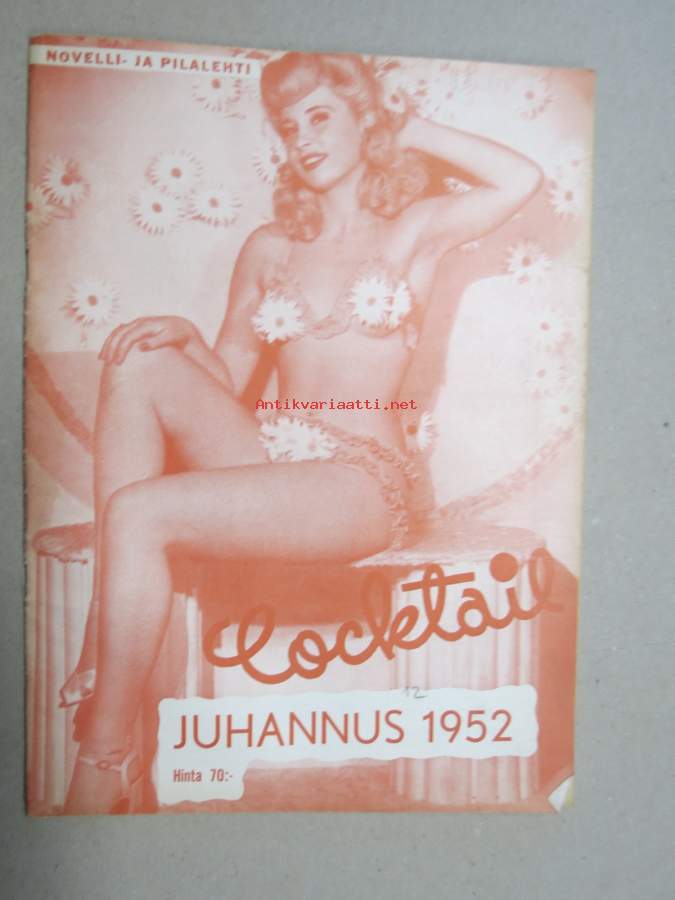 NOVELLI- JA PILALEHTI
Antikvariaatti.net
Cocktail
12
JUHANNUS 1952
Hinta 70:-